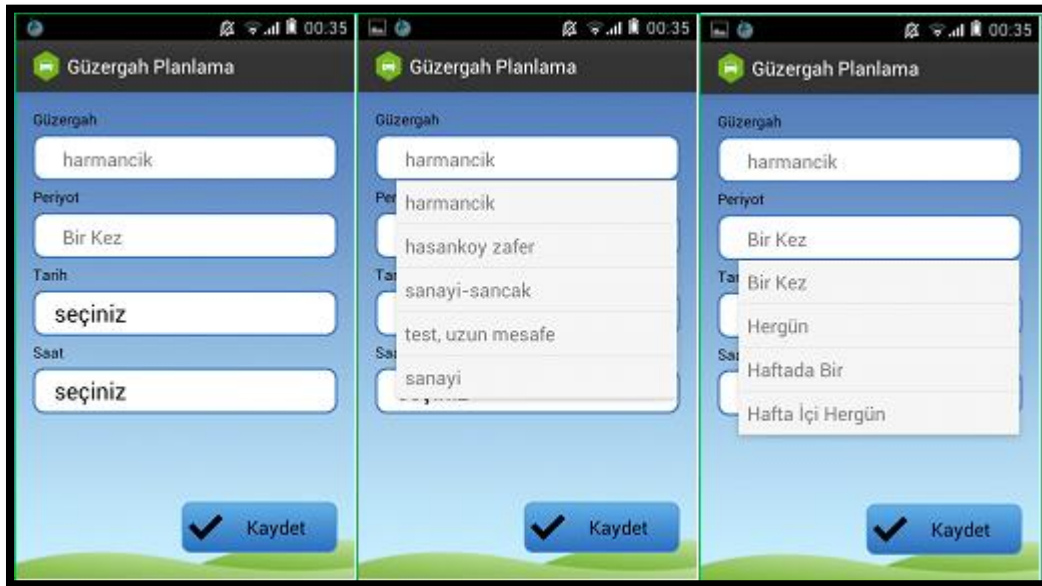 00:35
Güzergah Planlama
Güzergah
harmancik
Periyot
Bir Kez
Tarih
seçiniz
Saat
seçiniz
Kaydet
00:35
Güzergah Planlama
Güzergah
harmancik
harmancik
hasankoy zafer
sanayi-sancak
test, uzun mesafe
sanayi
Kaydet
00:35
Güzergah Planlama
Güzergah
harmancik
Periyot
Bir Kez
Bir Kez
Hergün
Haftada Bir
Hafta İçi Hergün
Kaydet